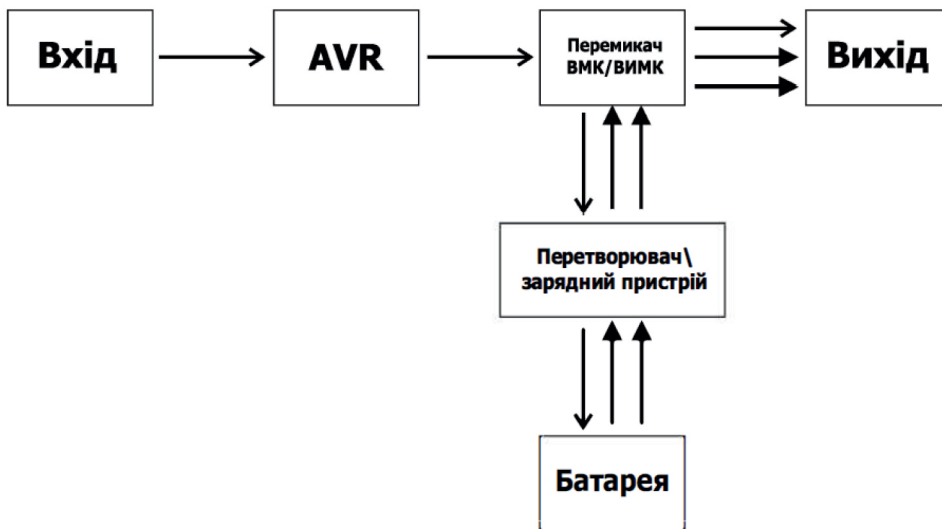 Вхід
AVR
Перемикач
ВМК/ВИМК
Вихід
Перетворювач\
зарядний пристрій
Батарея